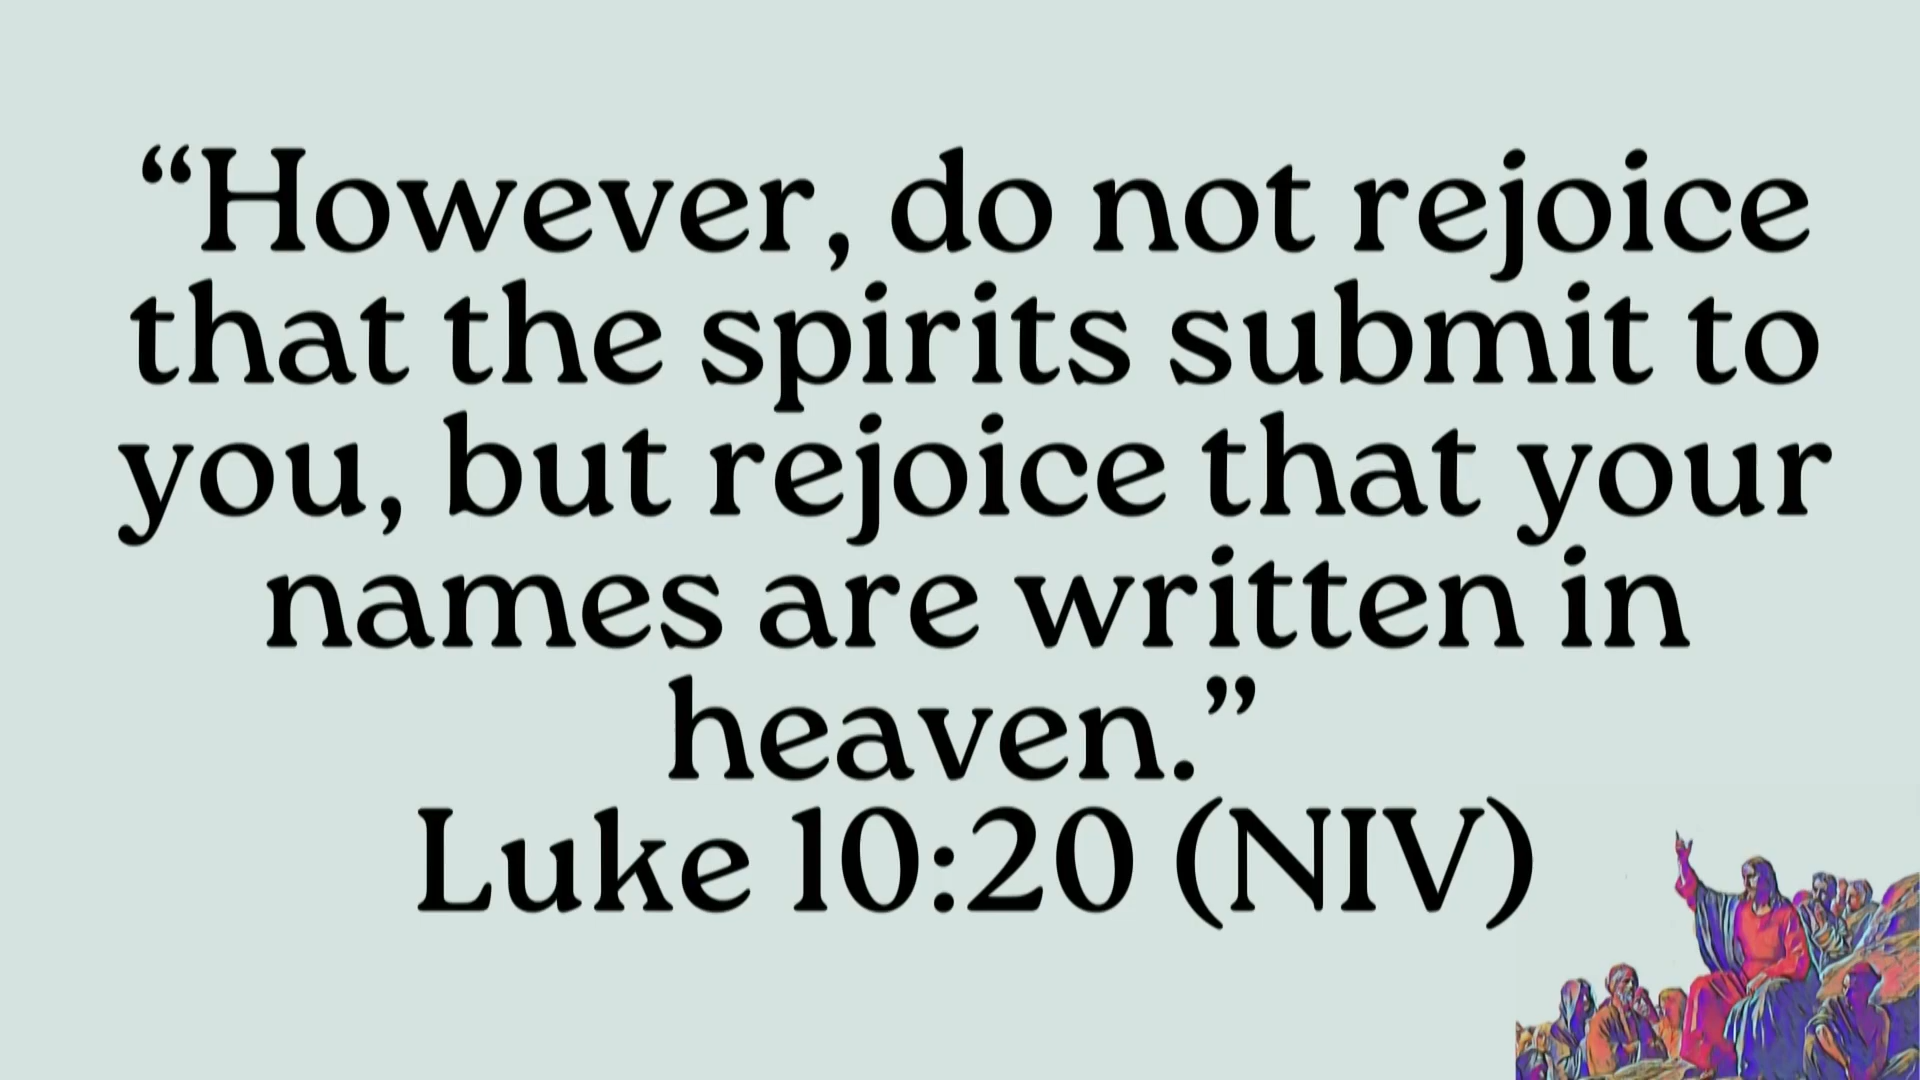 “However, do not rejoice
that the spirits submit to
you, but rejoice that your
names are written in
heaven.”
Luke 10:20 (NIV)